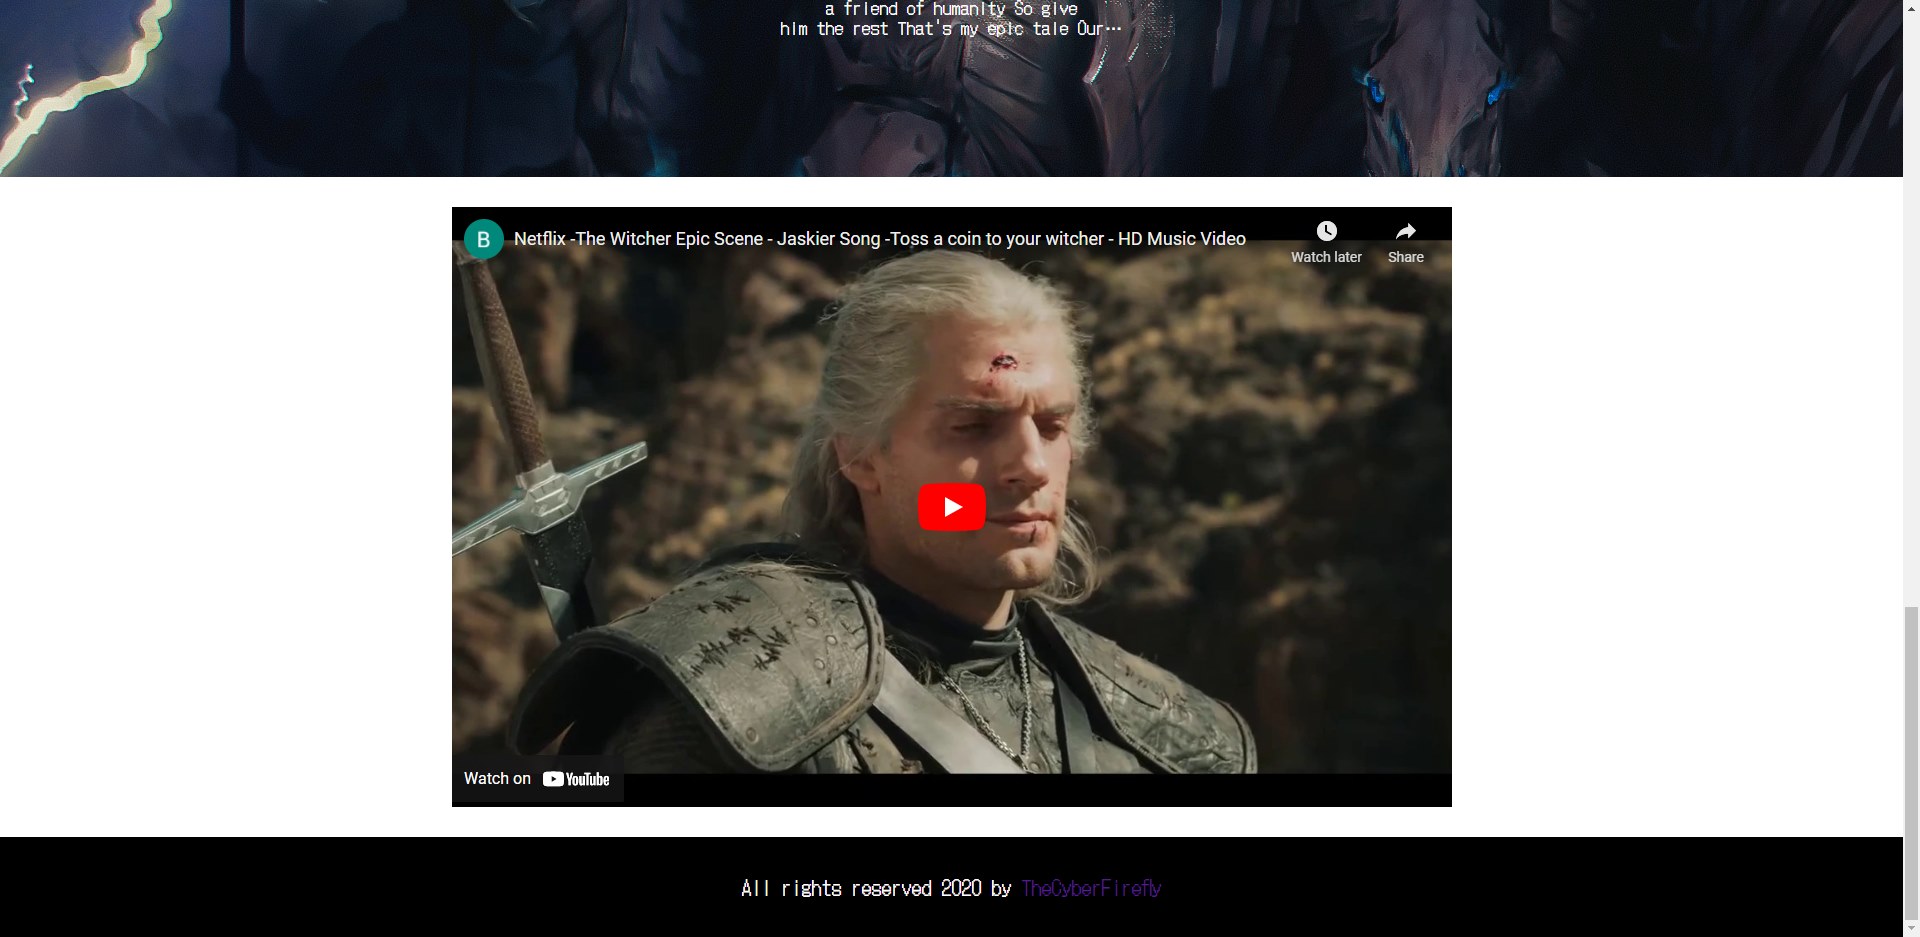 a friend of humanity So give
him the rest That's my epic tale Our…
B
Netflix -The Witcher Epic Scene - Jaskier Song -Toss a coin to your witcher - HD Music Video
Watch later
Share
Watch on YouTube
All rights reserved 2020 by TheCyberFirefly